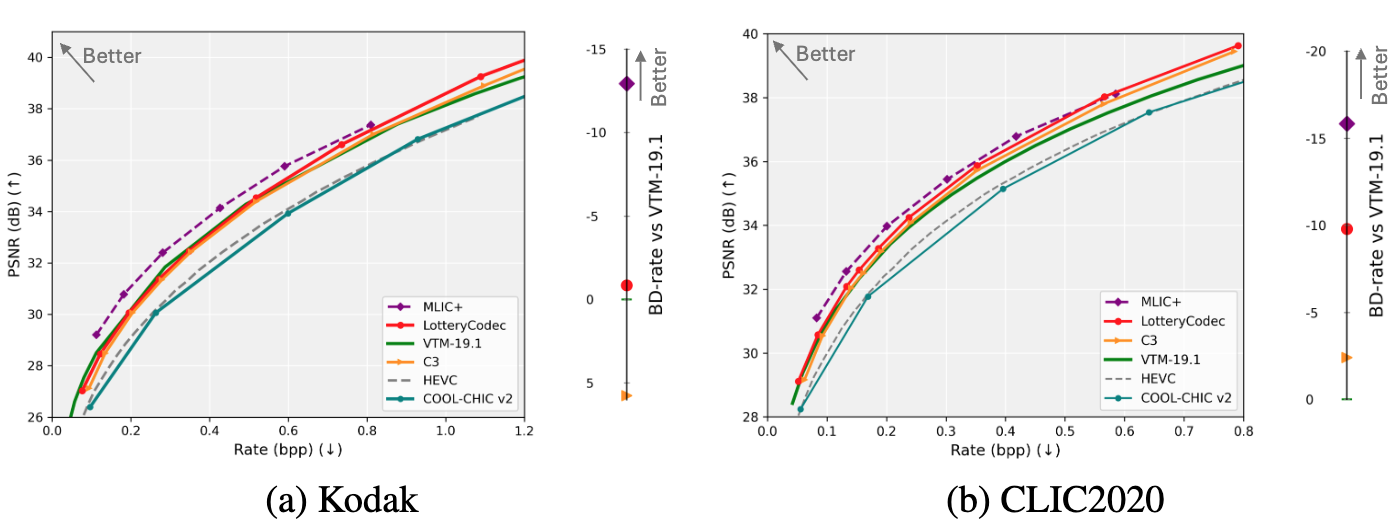 Better
PSNR (dB) (↑)
40
38
36
34
32
30
28
26
0.0 0.2 0.4 0.6 0.8 1.0 1.2
Rate (bpp) (↓)
MLIC+
LotteryCodec
VTM-19.1
C3
HEVC
COOL-CHIC v2
-15
-10
-5
0
5
Better
BD-rate vs VTM-19.1
(a) Kodak
Better
PSNR (dB) (↑)
40
38
36
34
32
30
28
0.0 0.1 0.2 0.3 0.4 0.5 0.6 0.7 0.8
Rate (bpp) (↓)
MLIC+
LotteryCodec
C3
VTM-19.1
HEVC
COOL-CHIC v2
-20
-15
-10
-5
0
Better
BD-rate vs VTM-19.1
(b) CLIC2020